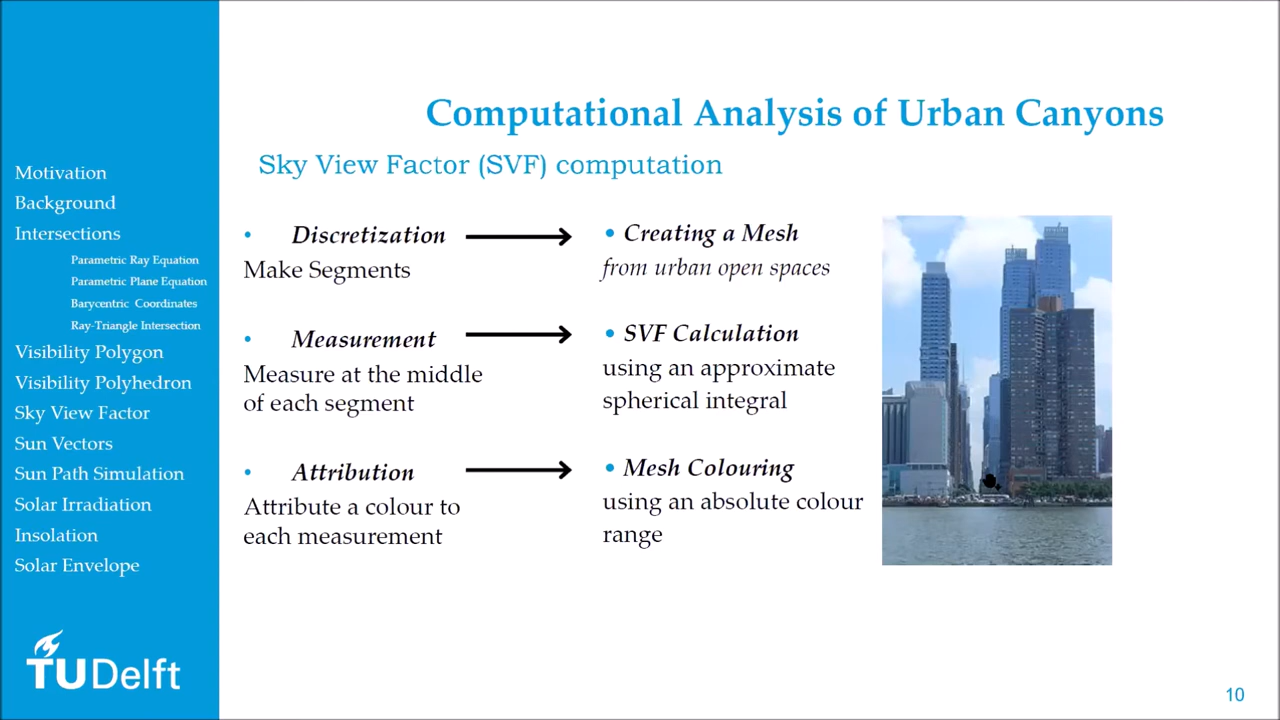 Computational Analysis of Urban Canyons
Sky View Factor (SVF) computation
Motivation
Background
Intersections
Parametric Ray Equation
Parametric Plane Equation
Barycentric Coordinates
Ray-Triangle Intersection
Visibility Polygon
Visibility Polyhedron
Sky View Factor
Sun Vectors
Sun Path Simulation
Solar Irradiation
Insolation
Solar Envelope
TUDelft
• Discretization
Make Segments
• Measurement
Measure at the middle
of each segment
• Attribution
Attribute a colour to
each measurement
• Creating a Mesh
from urban open spaces
• SVF Calculation
using an approximate
spherical integral
• Mesh Colouring
using an absolute colour
range
10